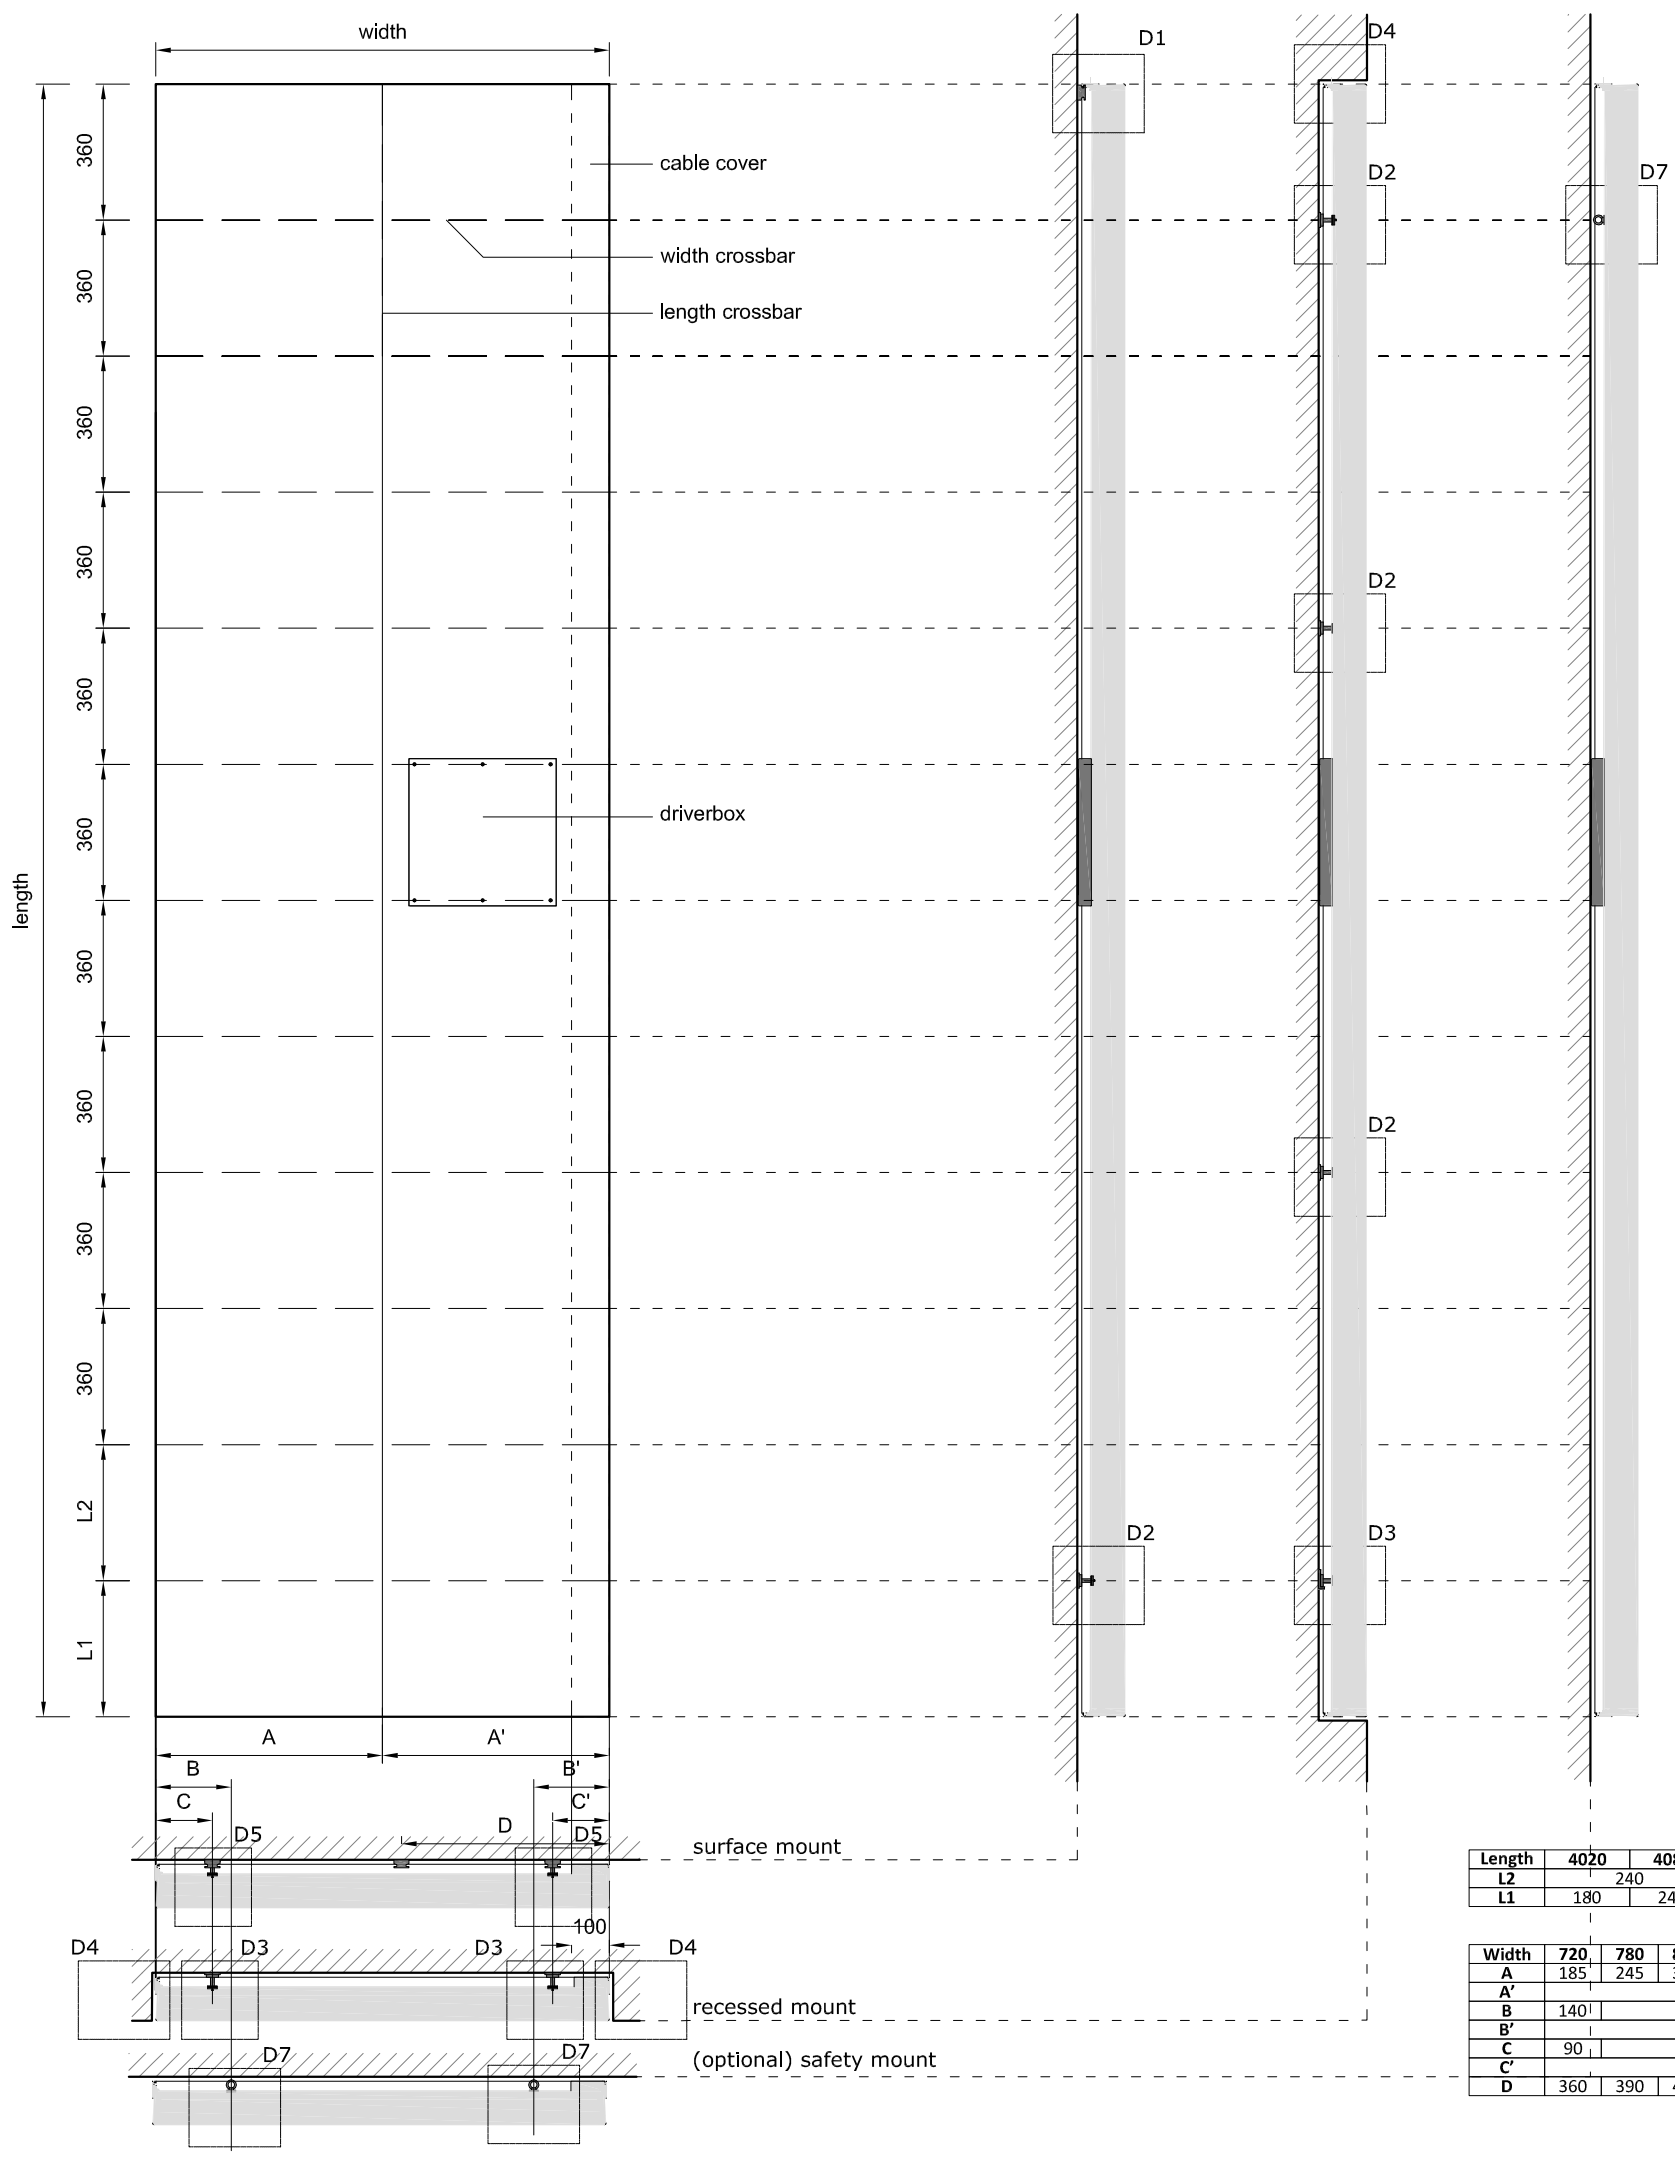 width
D1
D4
360
cable cover
D2
D7
360
width crossbar
length crossbar
360
360
D2
360
driverbox
360
length
360
360
D2
360
360
L2
D2
D3
L1
A
A'
B
B'
C
C'
D
D5
D5
surface mount
100
D4
D3
D3
D4
recessed mount
D7
D7
(optional) safety mount
Length 4020
L2 240
L1 180
Width 720 780
A 185 245
A’
B 140
B’
C 90
C’
D 360 390